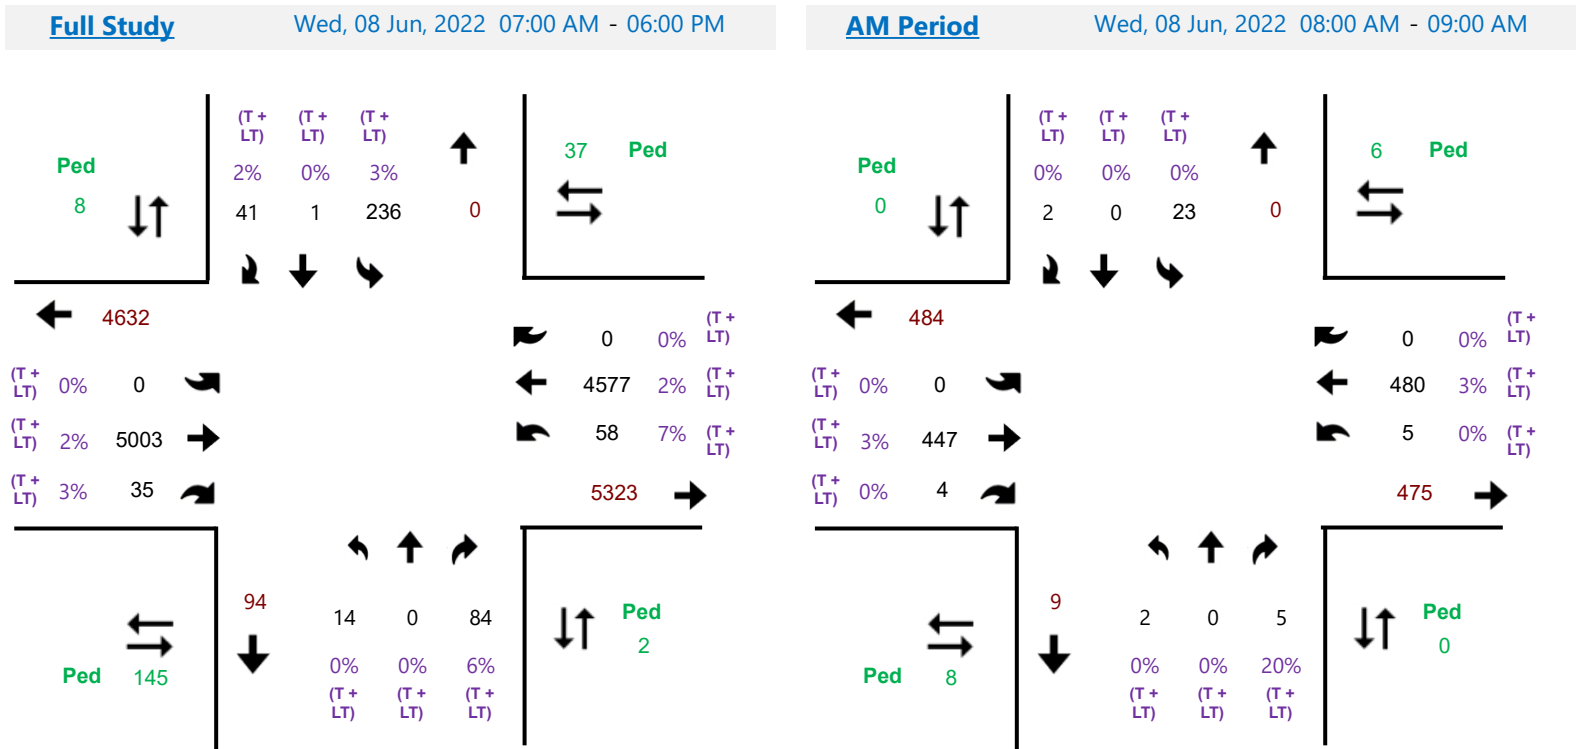 Full Study Wed, 08 Jun, 2022 07:00 AM - 06:00 PM
(T + (T + (T +
LT) LT) LT)
37 Ped
Ped
2% 0% 3%
8
41 1 236 0
4632
0 0% (T +
LT)
(T +
LT) 0% 0
4577 2% (T +
LT)
(T +
LT) 2% 5003
58 7% (T +
LT)
(T +
LT) 3% 35
5323
94
14 0 84
Ped
2
0% 0% 6%
Ped 145
(T + (T + (T +
LT) LT) LT)
AM Period Wed, 08 Jun, 2022 08:00 AM - 09:00 AM
(T + (T + (T +
LT) LT) LT)
6 Ped
Ped
0% 0% 0%
0
2 0 23 0
484
0 0% (T +
LT)
(T +
LT) 0% 0
480 3% (T +
LT)
(T +
LT) 3% 447
5 0% (T +
LT)
(T +
LT) 0% 4
475
9
2 0 5
Ped
0
0% 0% 20%
Ped 8
(T + (T + (T +
LT) LT) LT)